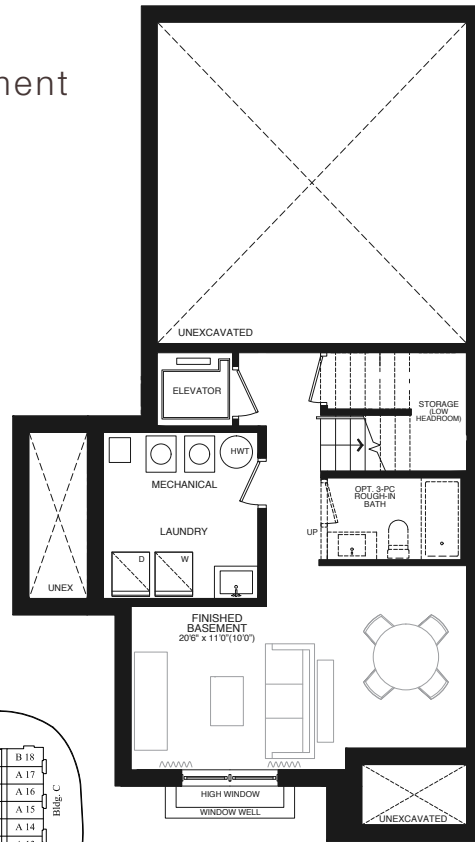 UNEXCAVATED
ELEVATOR
STORAGE
(LOW
HEADROOM)
HWT
MECHANICAL
OPT. 3-PC
ROUGH-IN
BATH
LAUNDRY
UP
D
W
UNEX
FINISHED
BASEMENT
20'6" x 11'0"(10'0")
B 18
A 17
A 16
A 15
A 14
Bldg. C
HIGH WINDOW
WINDOW WELL
UNEXCAVATED